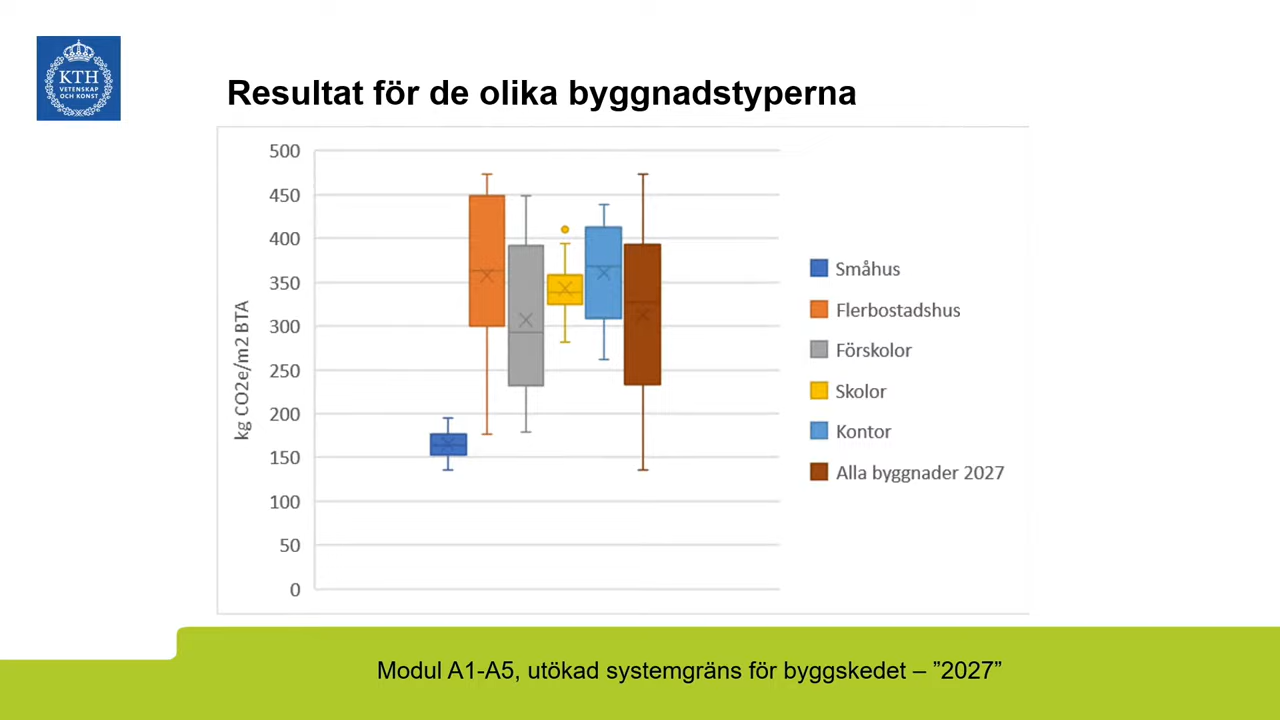 KTH
VETENSKAP
OCH KONST
Resultat för de olika byggnadstyperna
kg CO2e/m2 BTA
500
450
400
350
300
250
200
150
100
50
0
Småhus
Flerbostadshus
Förskolor
Skolor
Kontor
Alla byggnader 2027
Modul A1-A5, utökad systemgräns för byggskedet – ”2027”